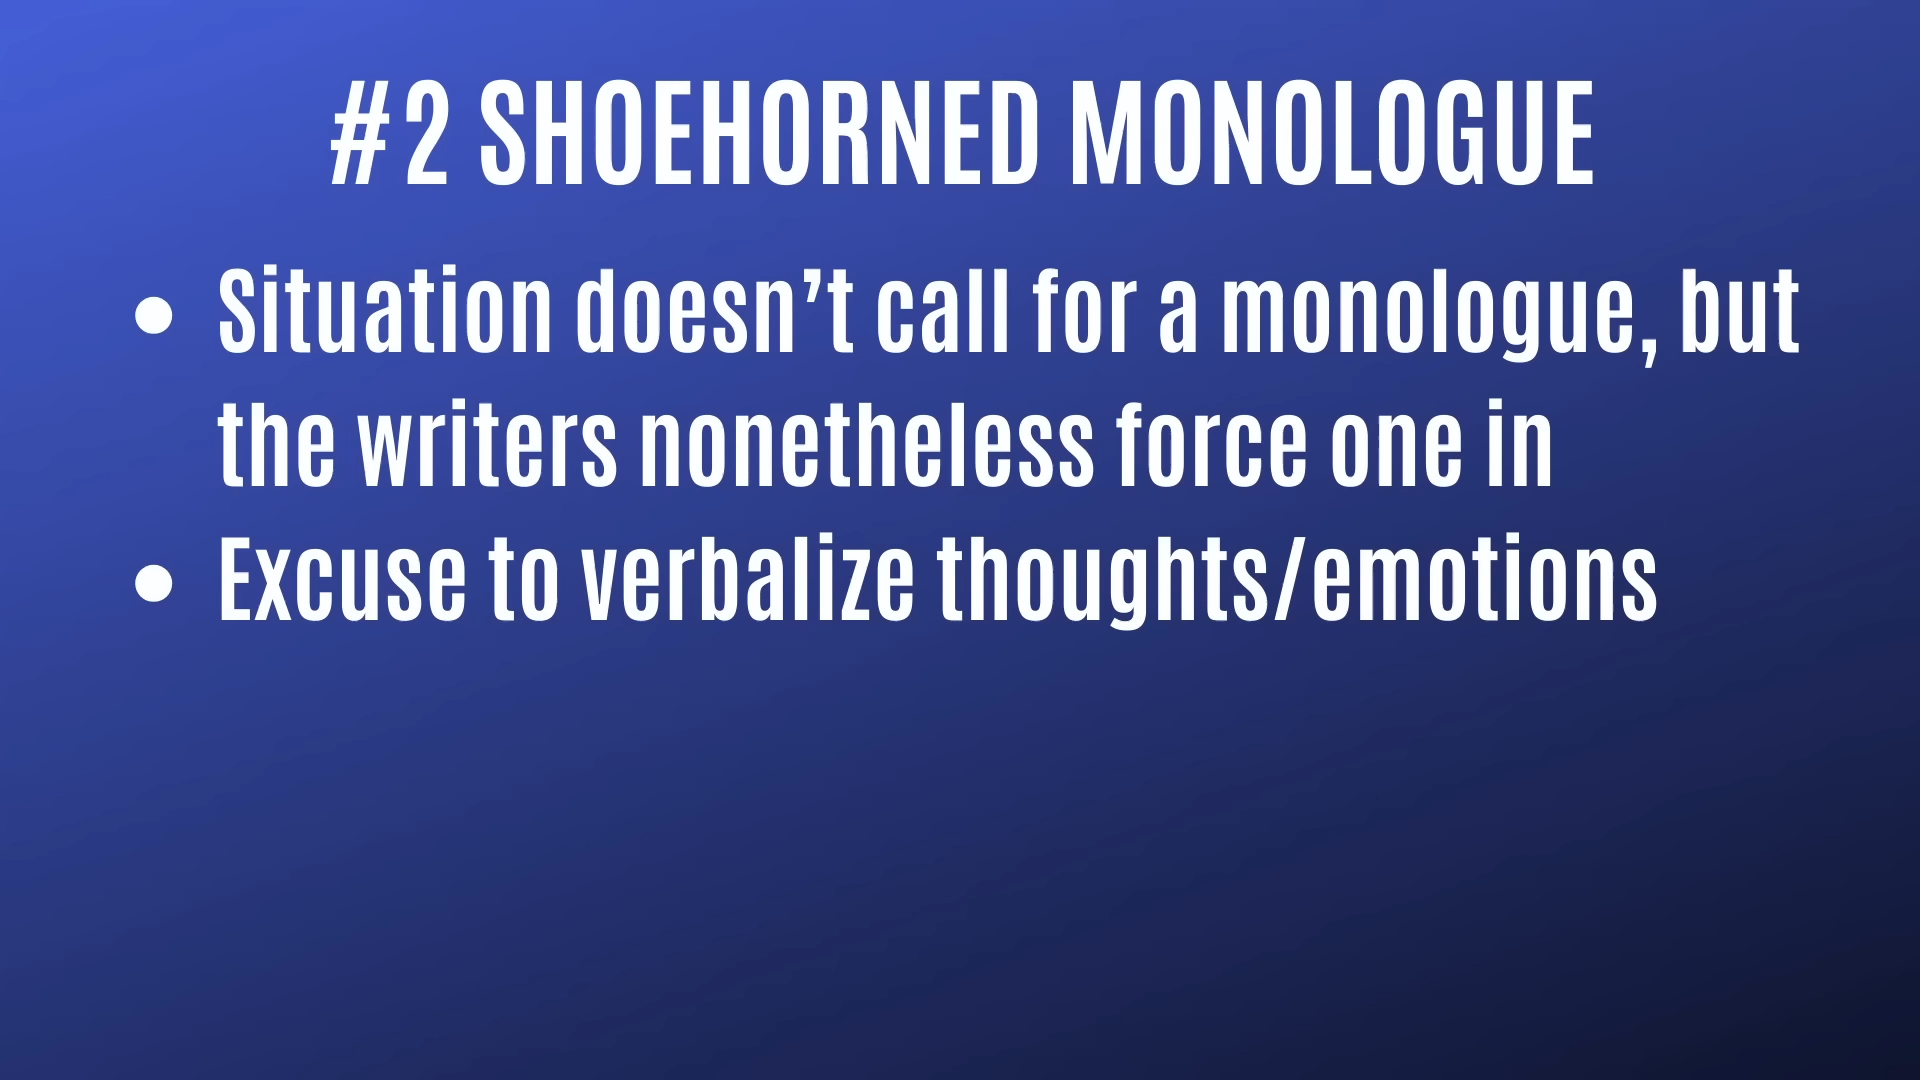 #2 SHOEHORNED MONOLOGUE
• Situation doesn’t call for a monologue, but
the writers nonetheless force one in
• Excuse to verbalize thoughts/emotions